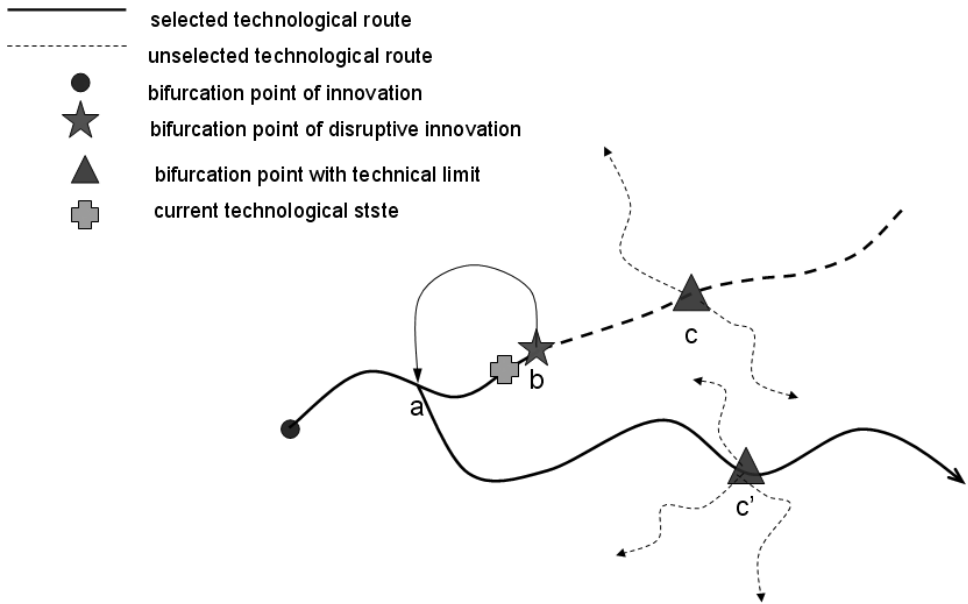 selected technological route
unselected technological route
bifurcation point of innovation
bifurcation point of disruptive innovation
bifurcation point with technical limit
current technological stste
c
b
a
c’